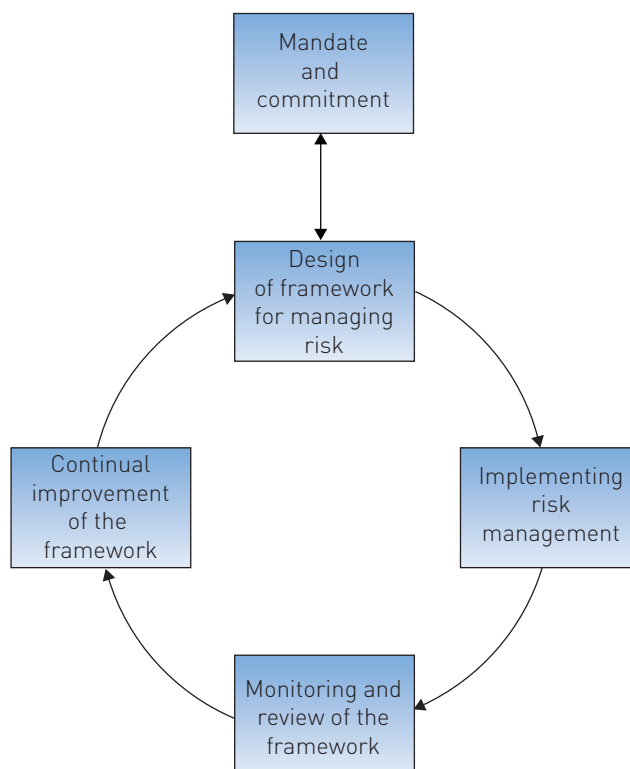 Mandate
and
commitment
Design
of framework
for managing
risk
Implementing
risk
management
Monitoring and
review of the
framework
Continual
improvement
of the
framework